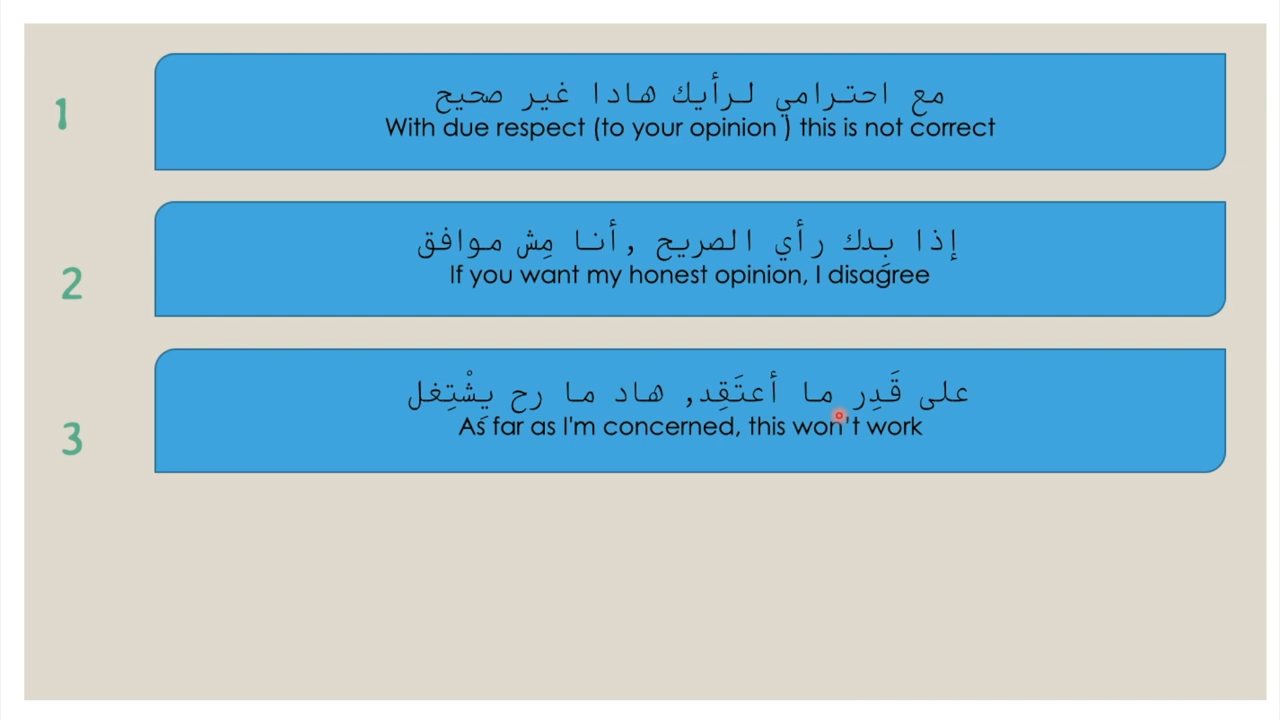 1
مع احترامي لرأيك هادا غير صحيح
With due respect (to your opinion ) this is not correct
2
إذا بِدك رأي الصريح ,أنا مِش موافق
If you want my honest opinion, I disagree
3
على قَدِر ما أعتَقِد, هاد ما رح يِشْتِغل
As far as I'm concerned, this won't work